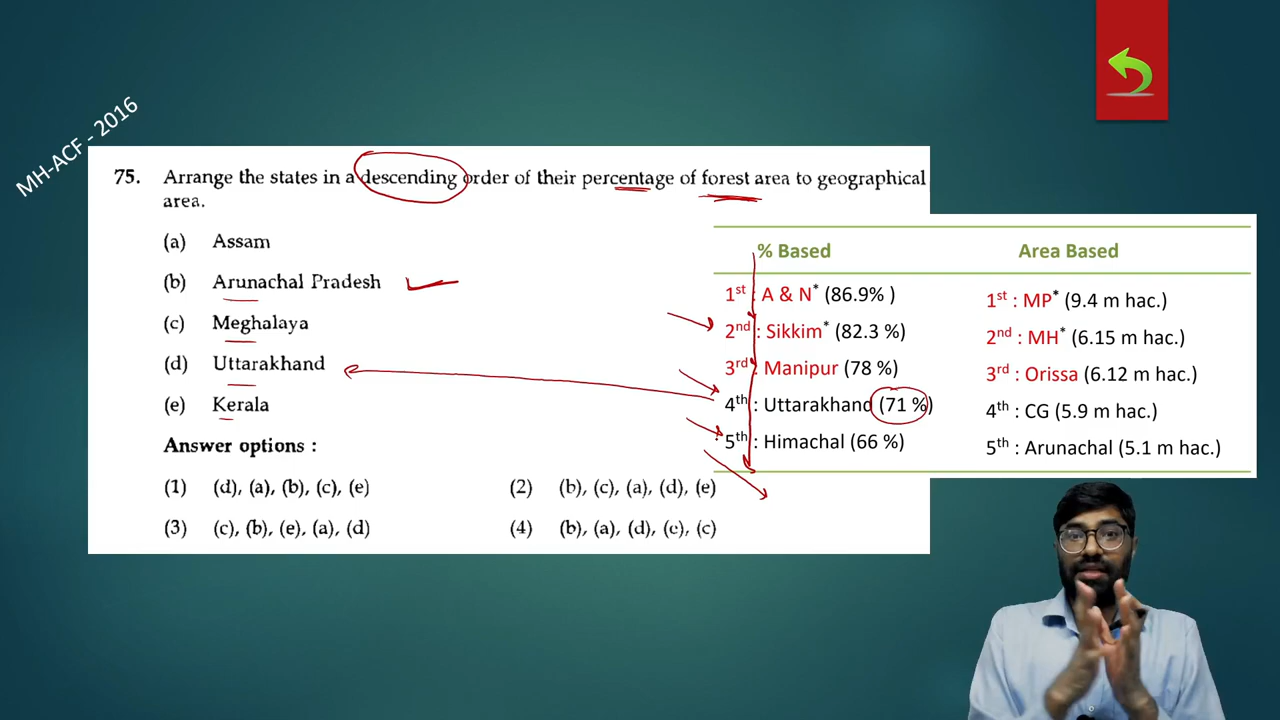 MH-ACF - 2016
75. Arrange the states in a descending order of their percentage of forest area to geographical
area.
(a) Assam
(b) Arunachal Pradesh
(c) Meghalaya
(d) Uttarakhand
(e) Kerala
Answer options :
(1) (d), (a), (b), (c), (e)
(2) (b), (c), (a), (d), (e)
(3) (c), (b), (e), (a), (d)
(4) (b), (a), (d), (e), (c)
% Based
1st : A & N* (86.9% )
2nd : Sikkim* (82.3 %)
3rd : Manipur (78 %)
4th : Uttarakhand (71 %)
5th : Himachal (66 %)
Area Based
1st : MP* (9.4 m hac.)
2nd : MH* (6.15 m hac.)
3rd : Orissa (6.12 m hac.)
4th : CG (5.9 m hac.)
5th : Arunachal (5.1 m hac.)